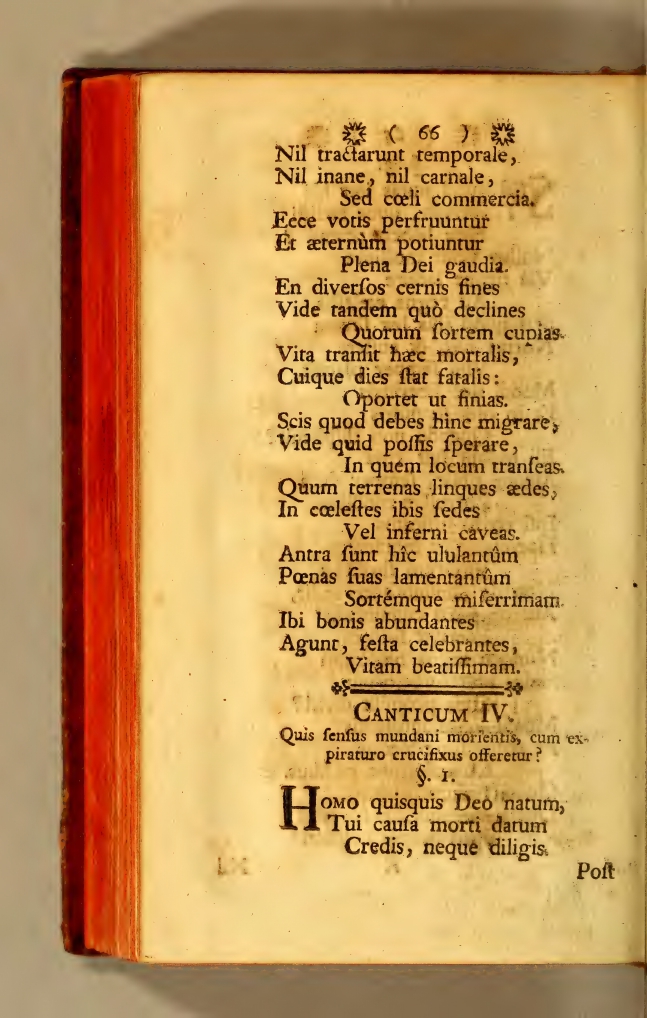 ( 66 )
Nil tractarunt temporale,
Nil inane, nil carnale,
Sed cœli commercia.
Ecce votis perfruuntur
Et æternùm potiuntur
Plena Dei gaudia.
En diverſos cernis fines
Vide tandem quò declines
Quorum ſortem cupias.
Vita tranſit hæc mortalis,
Cuique dies ſtat fatalis:
Oportet ut finias.
Scis quod debes hinc migrare,
Vide quid poſſis ſperare,
In quem locum tranſeas.
Quum terrenas linques ædes,
In cœleſtes ibis ſedes
Vel inferni caveas.
Antra ſunt hîc ululantûm
Pœnas ſuas lamentantûm
Sortémque miſerrimam.
Ibi bonis abundantes
Agunt, feſta celebrantes,
Vitam beatiſſimam.
CANTICUM IV.
Quis ſenſus mundani morientis, cum ex-
piraturo crucifixus offeretur?
§. 1.
HOMO quiſquis Deo natum,
Tui cauſa morti datum
Credis, neque diligis.
Poſt